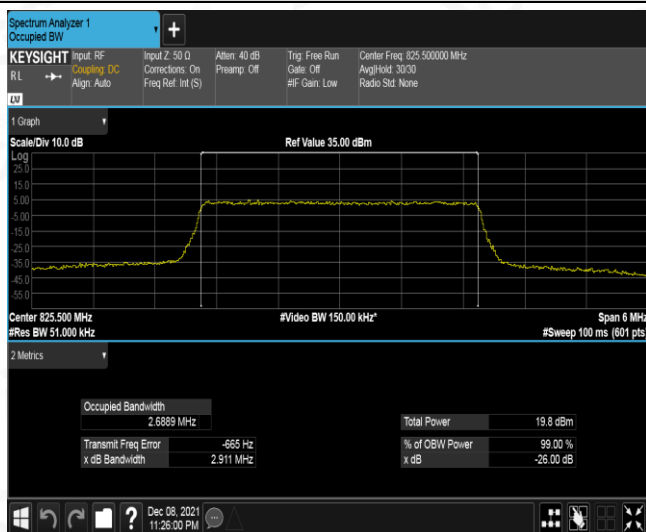 Spectrum Analyzer 1
Occupied BW
+
KEYSIGHT Input: RF Input Z: 50 Ω Atten: 40 dB Trig: Free Run Center Freq: 825.500000 MHz
RL Coupling: DC Corrections: On Preamp: Off Gate: Off Avg|Hold: 30/30
Align: Auto Freq Ref: Int (S) #IF Gain: Low Radio Std: None
LXI
1 Graph
Scale/Div 10.0 dB Ref Value 35.00 dBm
Log
25.0
15.0
5.00
-5.00
-15.0
-25.0
-35.0
-45.0
-55.0
Center 825.500 MHz #Video BW 150.00 kHz* Span 6 MHz
#Res BW 51.000 kHz #Sweep 100 ms (601 pts)
2 Metrics
Occupied Bandwidth
2.6889 MHz Total Power 19.8 dBm
Transmit Freq Error -665 Hz % of OBW Power 99.00 %
x dB Bandwidth 2.911 MHz x dB -26.00 dB
? Dec 08, 2021
11:26:00 PM